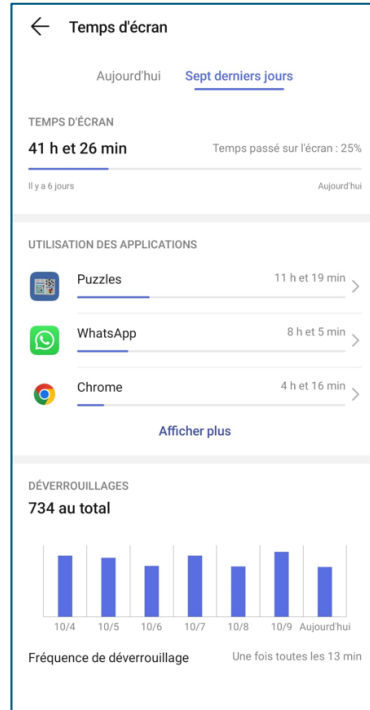 Temps d'écran
Aujourd'hui Sept derniers jours
TEMPS D'ÉCRAN
41 h et 26 min Temps passé sur l'écran : 25%
Il y a 6 jours Aujourd'hui
UTILISATION DES APPLICATIONS
Puzzles 11 h et 19 min
WhatsApp 8 h et 5 min
Chrome 4 h et 16 min
Afficher plus
DÉVERROUILLAGES
734 au total
10/4 10/5 10/6 10/7 10/8 10/9 Aujourd'hui
Fréquence de déverrouillage Une fois toutes les 13 min